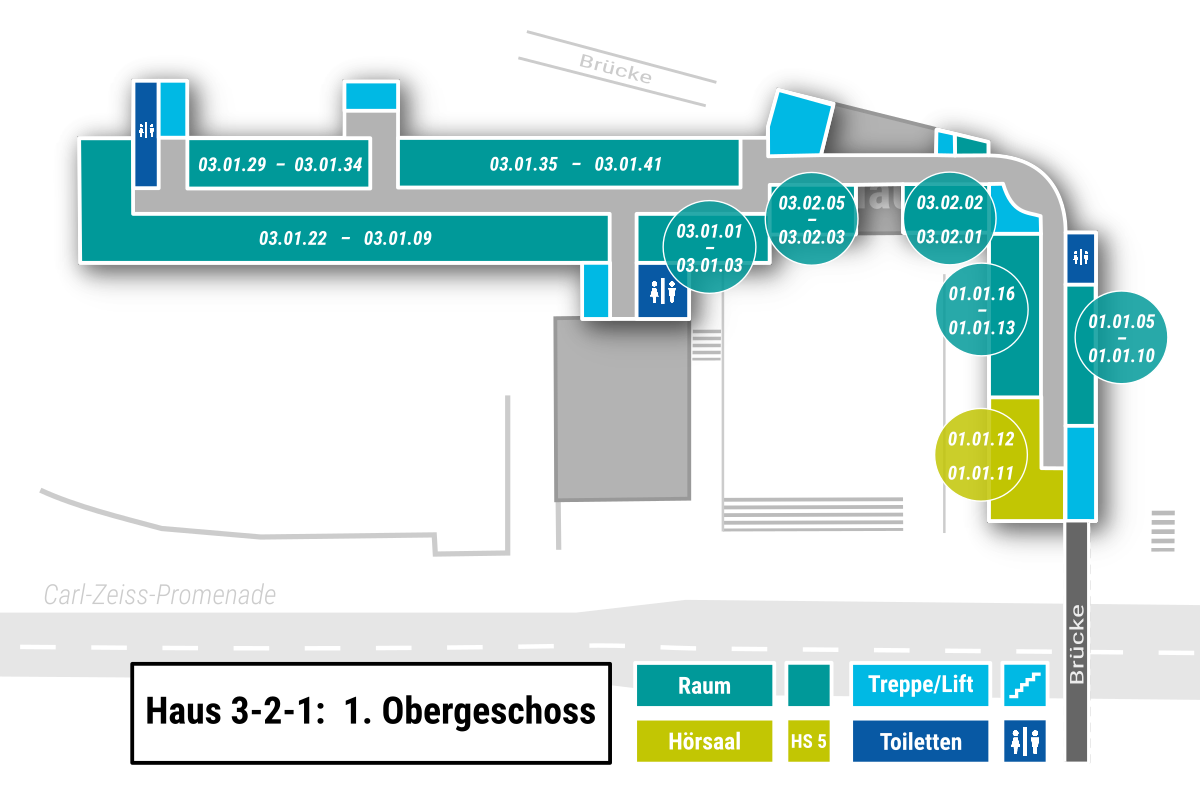 Brücke
03.01.29 – 03.01.34
03.01.35 – 03.01.41
03.01.22 – 03.01.09
03.01.01
–
03.01.03
03.02.05
–
03.02.03
03.02.02
–
03.02.01
01.01.16
–
01.01.13
01.01.05
–
01.01.10
01.01.12
01.01.11
Carl-Zeiss-Promenade
Brücke
Haus 3-2-1: 1. Obergeschoss
Raum
Treppe/Lift
Hörsaal
HS 5
Toiletten